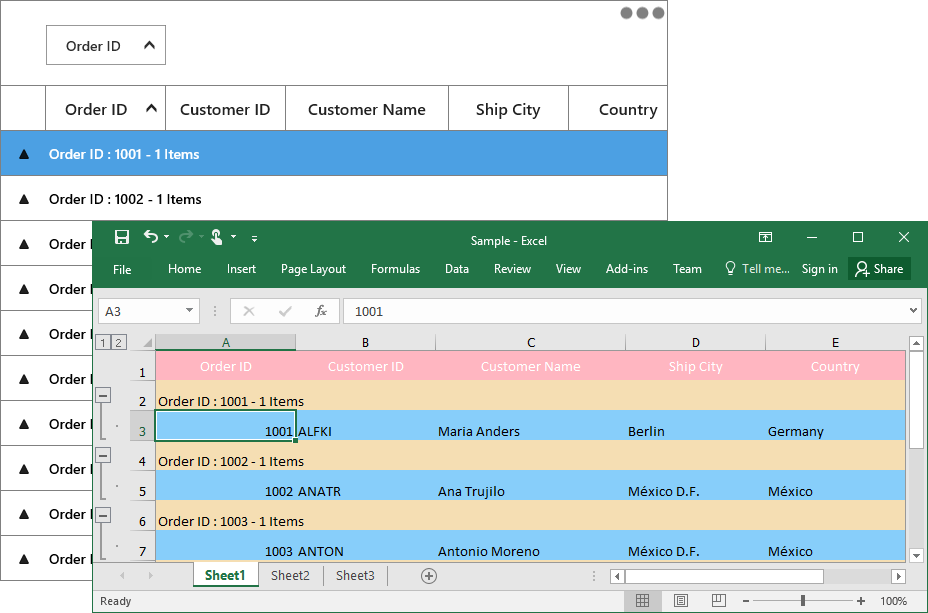 Order ID
Order ID Customer ID Customer Name Ship City Country
Order ID : 1001 - 1 Items
Order ID : 1002 - 1 Items
Order I
Order I
Order I
Order I
Order I
Order I
Order I
Order I
Sample - Excel
File Home Insert Page Layout Formulas Data Review View Add-ins Team Tell me... Sign in Share
A3 fx 1001
1 2 A B C D E
1 Order ID Customer ID Customer Name Ship City Country
2 Order ID : 1001 - 1 Items
3 1001 ALFKI Maria Anders Berlin Germany
4 Order ID : 1002 - 1 Items
5 1002 ANATR Ana Trujilo México D.F. México
6 Order ID : 1003 - 1 Items
7 1003 ANTON Antonio Moreno México D.F. México
Sheet1 Sheet2 Sheet3
Ready 100%